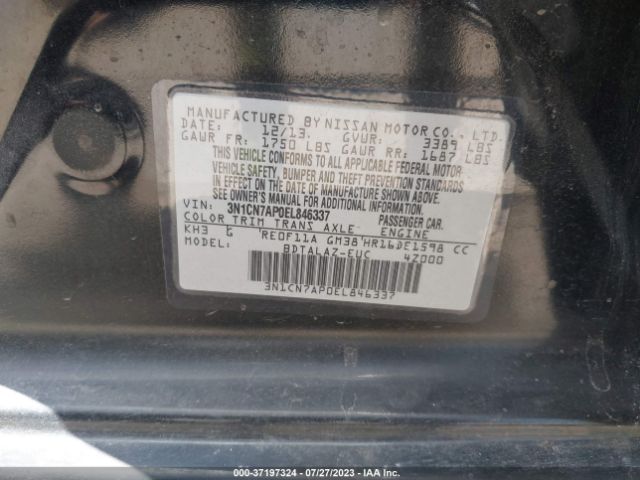 MANUFACTURED BY NISSAN MOTOR CO., LTD.
DATE: 12/13 GVWR: 3389 LBS
GAWR FR: 1750 LBS GAWR RR: 1687 LBS
THIS VEHICLE CONFORMS TO ALL APPLICABLE FEDERAL MOTOR
VEHICLE SAFETY, BUMPER, AND THEFT PREVENTION STANDARDS
IN EFFECT ON THE DATE OF MANUFACTURE SHOWN ABOVE.
SEE OWNER'S MANUAL FOR ADDITIONAL INFORMATION.
VIN: 3N1CN7AP0EL846337 PASSENGER CAR.
COLOR TRIM TRANS AXLE ENGINE
KH3 G RE0F11A GM38 HR16DE1598 CC
MODEL: BDTALAZ-EUC 4Z000
3N1CN7AP0EL846337
000-37197324 | 07/27/2023 - IAA Inc.